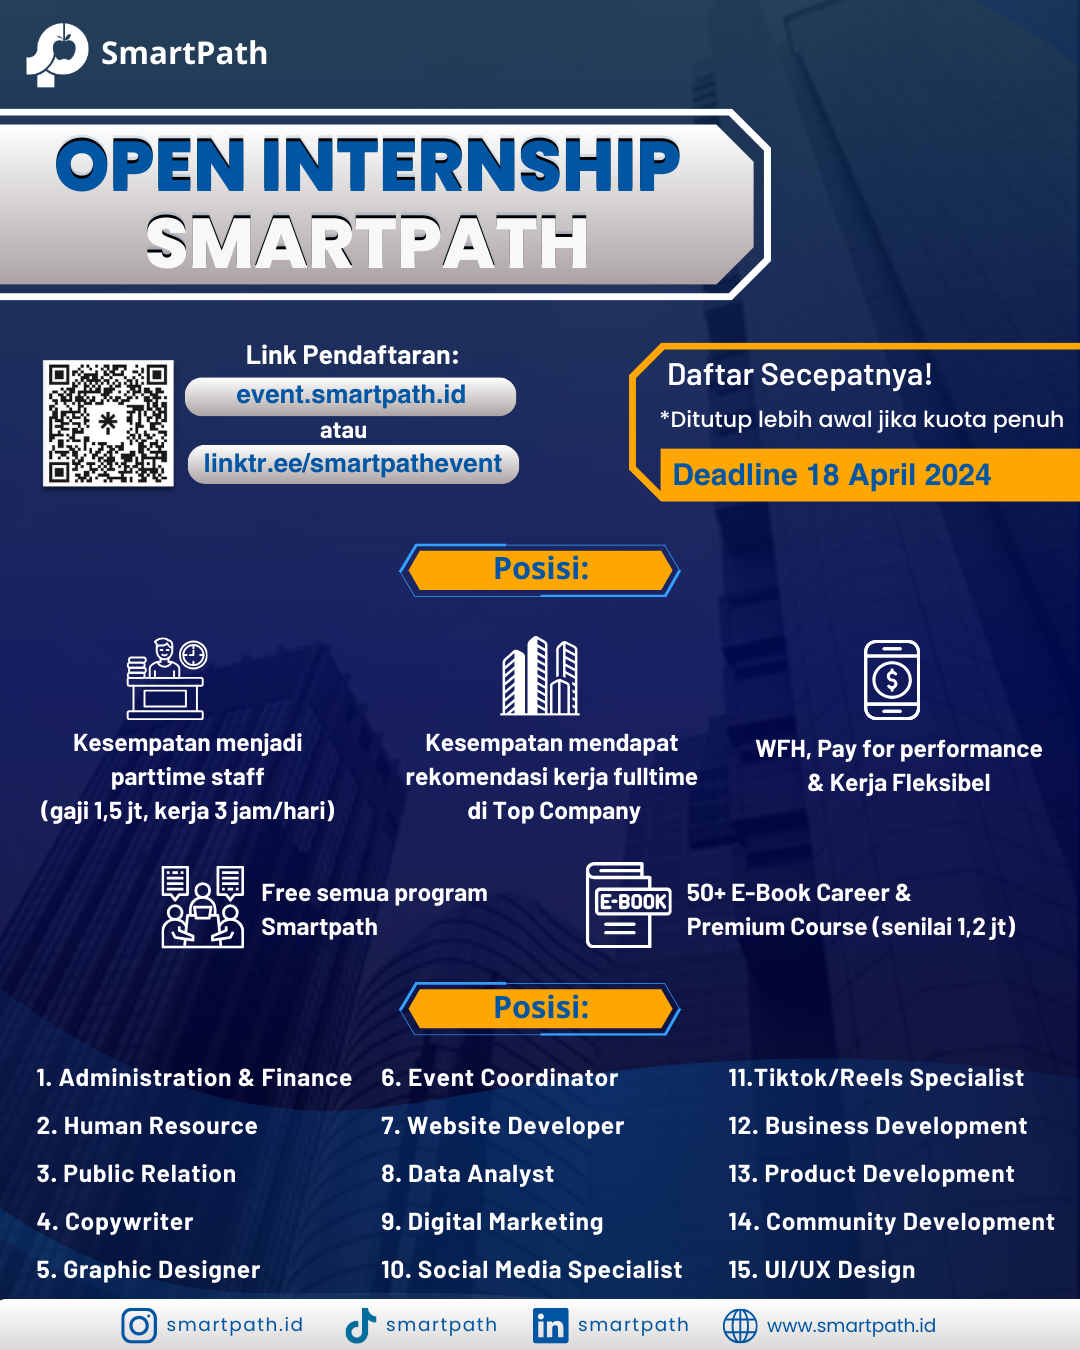 SmartPath
OPEN INTERNSHIP
SMARTPATH
Link Pendaftaran:
event.smartpath.id
atau
linktr.ee/smartpathevent
Daftar Secepatnya!
*Ditutup lebih awal jika kuota penuh
Deadline 18 April 2024
Posisi:
Kesempatan menjadi
parttime staff
(gaji 1,5 jt, kerja 3 jam/hari)
Kesempatan mendapat
rekomendasi kerja fulltime
di Top Company
WFH, Pay for performance
& Kerja Fleksibel
Free semua program
Smartpath
E-BOOK
50+ E-Book Career &
Premium Course (senilai 1,2 jt)
Posisi:
1. Administration & Finance
2. Human Resource
3. Public Relation
4. Copywriter
5. Graphic Designer
6. Event Coordinator
7. Website Developer
8. Data Analyst
9. Digital Marketing
10. Social Media Specialist
11.Tiktok/Reels Specialist
12. Business Development
13. Product Development
14. Community Development
15. UI/UX Design
smartpath.id
smartpath
smartpath
www.smartpath.id